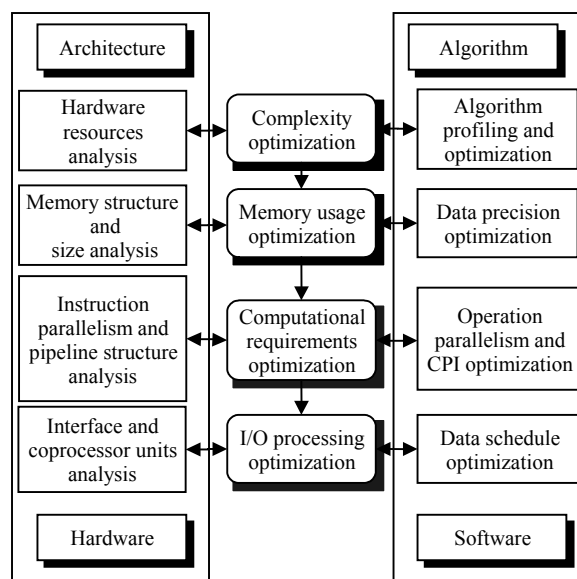 Architecture
Algorithm
Hardware
resources
analysis
Complexity
optimization
Algorithm
profiling and
optimization
Memory structure
and
size analysis
Memory usage
optimization
Data precision
optimization
Instruction
parallelism and
pipeline structure
analysis
Computational
requirements
optimization
Operation
parallelism and
CPI optimization
Interface and
coprocessor units
analysis
I/O processing
optimization
Data schedule
optimization
Hardware
Software